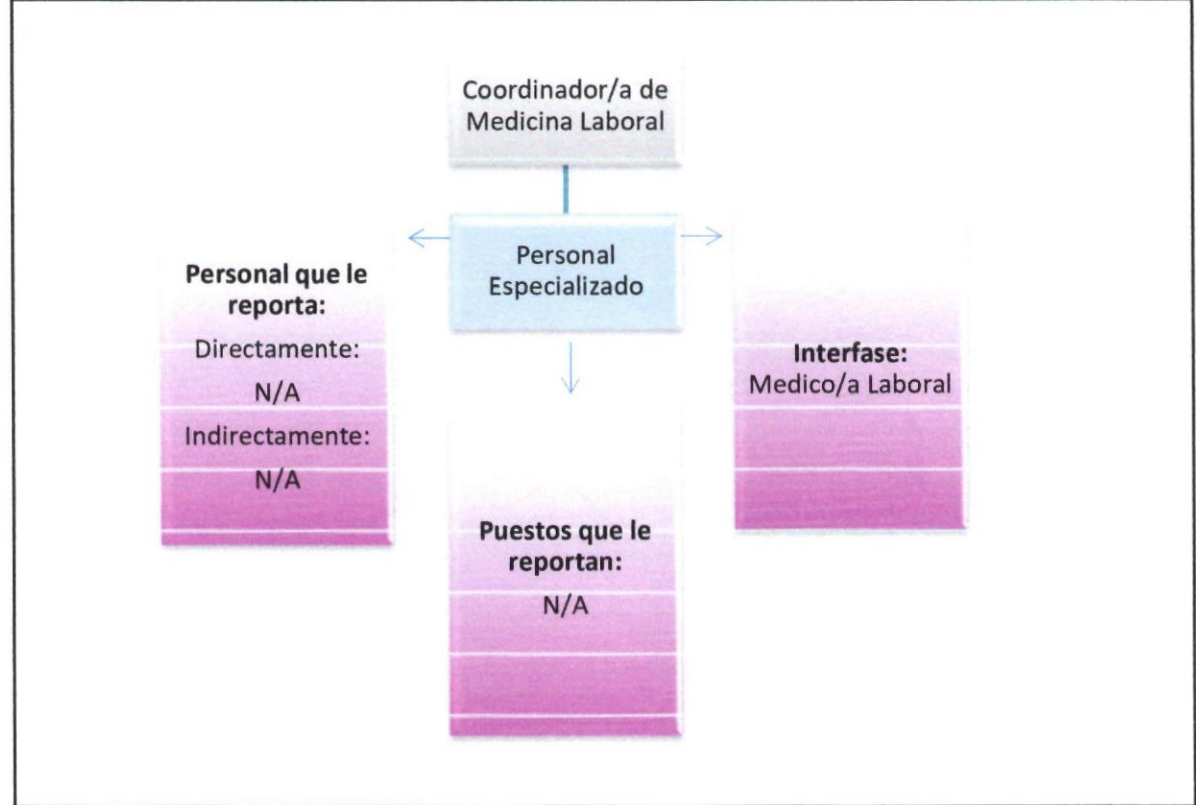 Coordinador/a de
Medicina Laboral
Personal
Especializado
Personal que le
reporta:
Directamente:
N/A
Indirectamente:
N/A
Interfase:
Medico/a Laboral
Puestos que le
reportan:
N/A